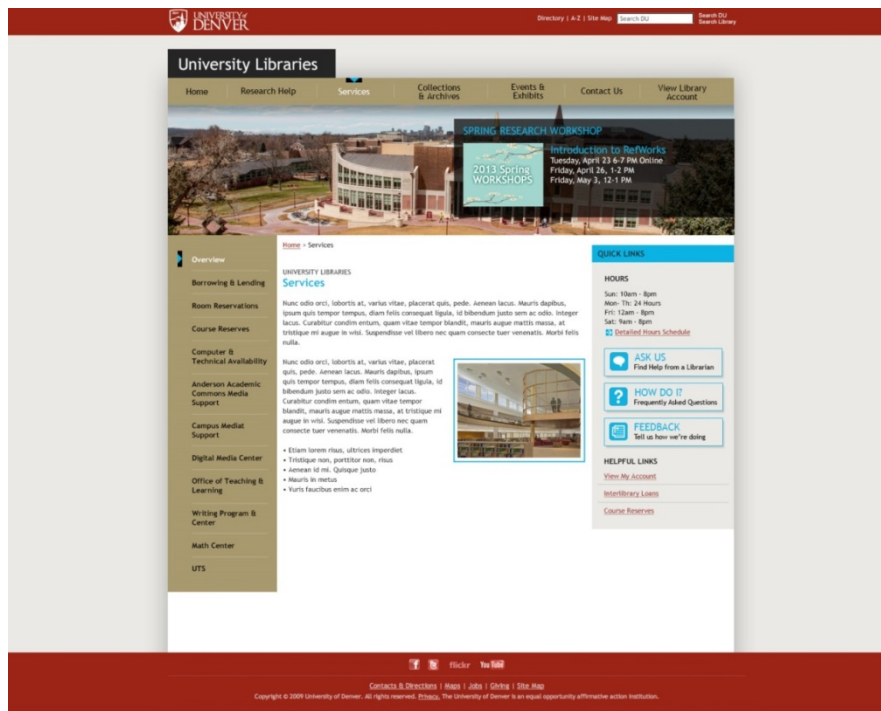 UNIVERSITY of
DENVER
Directory | A-Z | Site Map
Search DU
Search DU
Search Library
University Libraries
Home
Research Help
Services
Collections
& Archives
Events &
Exhibits
Contact Us
View Library
Account
SPRING RESEARCH WORKSHOP
2013 Spring
WORKSHOPS
Introduction to RefWorks
Tuesday, April 23 6-7 PM Online
Friday, April 26, 1-2 PM
Friday, May 3, 12-1 PM
Overview
Borrowing & Lending
Room Reservations
Course Reserves
Computer &
Technical Availability
Anderson Academic
Commons Media
Support
Campus Mediat
Support
Digital Media Center
Office of Teaching &
Learning
Writing Program &
Center
Math Center
UTS
Home > Services
UNIVERSITY LIBRARIES
Services
Nunc odio orci, lobortis at, varius vitae, placerat quis, pede. Aenean lacus. Mauris dapibus,
ipsum quis tempor tempus, diam felis consequat ligula, id bibendum justo sem ac odio. Integer
lacus. Curabitur condim entum, quam vitae tempor blandit, mauris augue mattis massa, at
tristique mi augue in wisi. Suspendisse vel libero nec quam consecte tuer venenatis. Morbi felis
nulla.
Nunc odio orci, lobortis at, varius vitae, placerat
quis, pede. Aenean lacus. Mauris dapibus, ipsum
quis tempor tempus, diam felis consequat ligula, id
bibendum justo sem ac odio. Integer lacus.
Curabitur condim entum, quam vitae tempor
blandit, mauris augue mattis massa, at tristique mi
augue in wisi. Suspendisse vel libero nec quam
consecte tuer venenatis. Morbi felis nulla.
• Etiam lorem risus, ultrices imperdiet
• Tristique non, porttitor non, risus
• Aenean id mi. Quisque justo
• Mauris in metus
• Yuris faucibus enim ac orci
QUICK LINKS
HOURS
Sun: 10am - 8pm
Mon- Th: 24 Hours
Fri: 12am - 8pm
Sat: 9am - 8pm
Detailed Hours Schedule
ASK US
Find Help from a Librarian
?
HOW DO I?
Frequently Asked Questions
FEEDBACK
Tell us how we're doing
HELPFUL LINKS
View My Account
Interlibrary Loans
Course Reserves
f
flickr
You Tube
Contacts & Directions | Maps | Jobs | Giving | Site Map
Copyright © 2009 University of Denver. All rights reserved. Privacy. The University of Denver is an equal opportunity affirmative action institution.